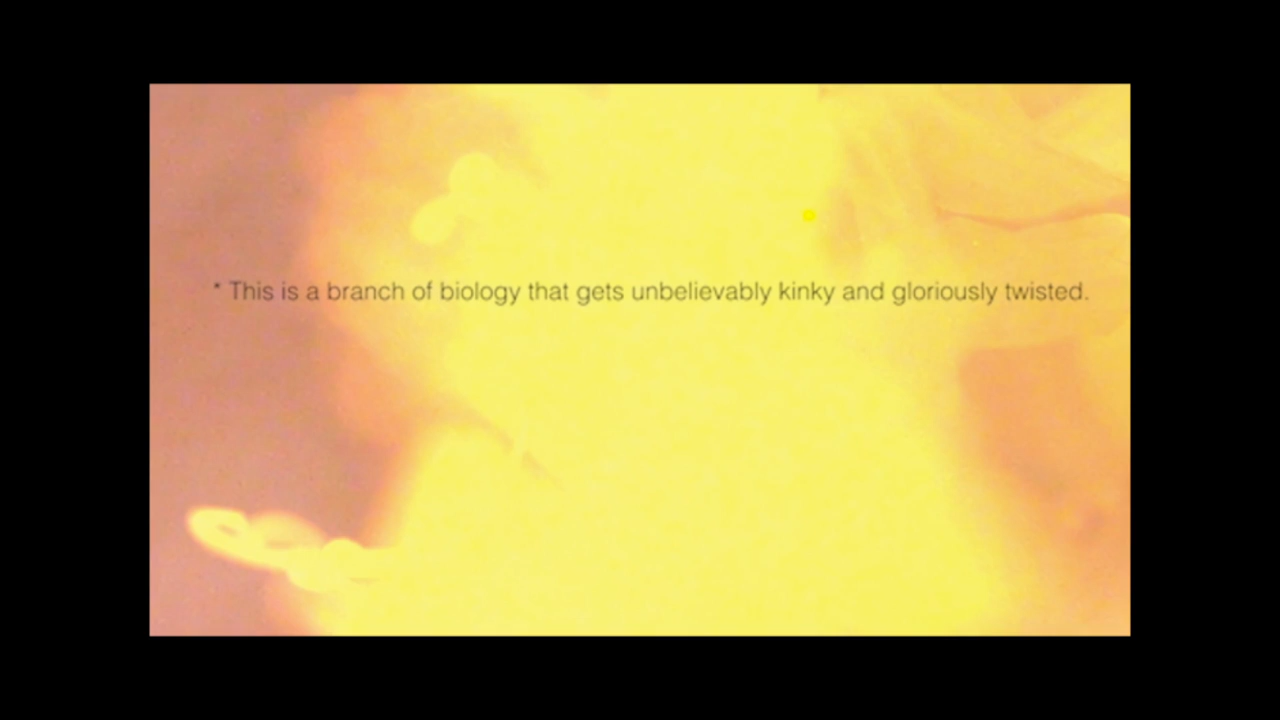 * This is a branch of biology that gets unbelievably kinky and gloriously twisted.